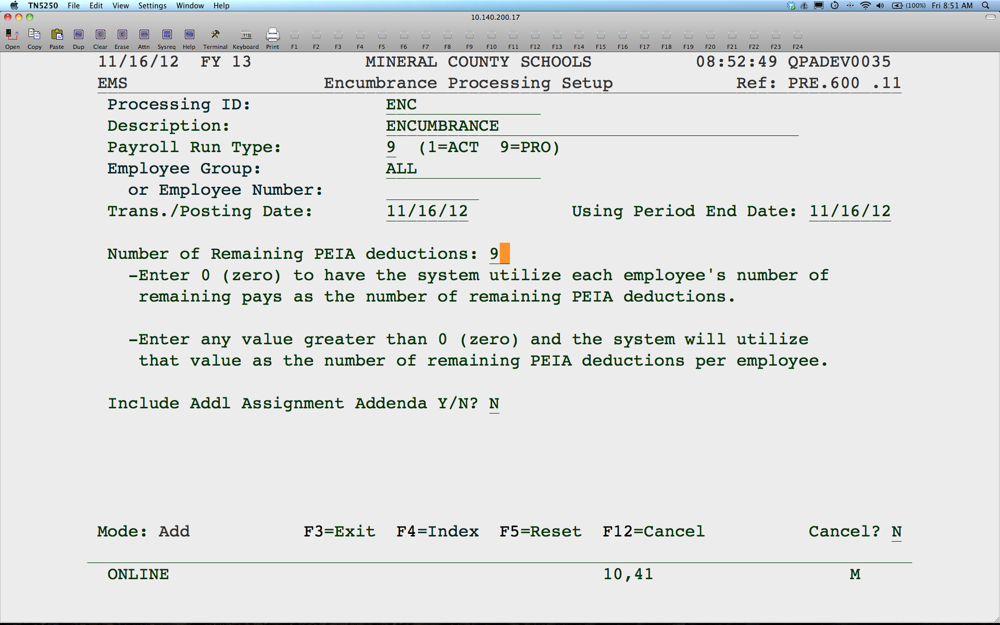 TN5250 File Edit View Settings Window Help (100%) Fri 8:51 AM
10.140.200.17
Open Copy Paste Dup Clear Erase Attn Sysreq Help Terminal Keyboard Print F1 F2 F3 F4 F5 F6 F7 F8 F9 F10 F11 F12 F13 F14 F15 F16 F17 F18 F19 F20 F21 F22 F23 F24
11/16/12 FY 13 MINERAL COUNTY SCHOOLS 08:52:49 QPADEV0035
EMS Encumbrance Processing Setup Ref: PRE.600 .11
Processing ID: ENC
Description: ENCUMBRANCE
Payroll Run Type: 9 (1=ACT 9=PRO)
Employee Group: ALL
or Employee Number:
Trans./Posting Date: 11/16/12 Using Period End Date: 11/16/12
Number of Remaining PEIA deductions: 9
-Enter 0 (zero) to have the system utilize each employee's number of
remaining pays as the number of remaining PEIA deductions.
-Enter any value greater than 0 (zero) and the system will utilize
that value as the number of remaining PEIA deductions per employee.
Include Addl Assignment Addenda Y/N? N
Mode: Add F3=Exit F4=Index F5=Reset F12=Cancel Cancel? N
ONLINE 10,41 M